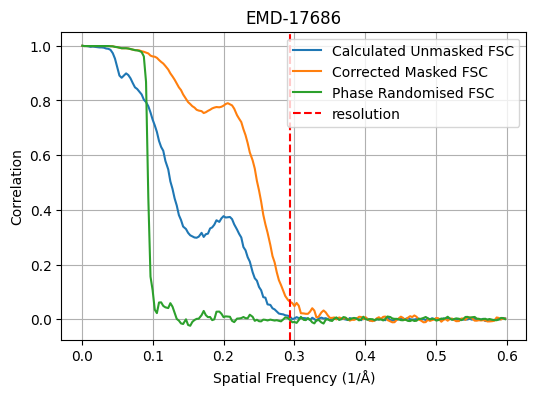 EMD-17686
Calculated Unmasked FSC
Corrected Masked FSC
Phase Randomised FSC
resolution
Correlation
1.0
0.8
0.6
0.4
0.2
0.0
0.0 0.1 0.2 0.3 0.4 0.5 0.6
Spatial Frequency (1/Å)